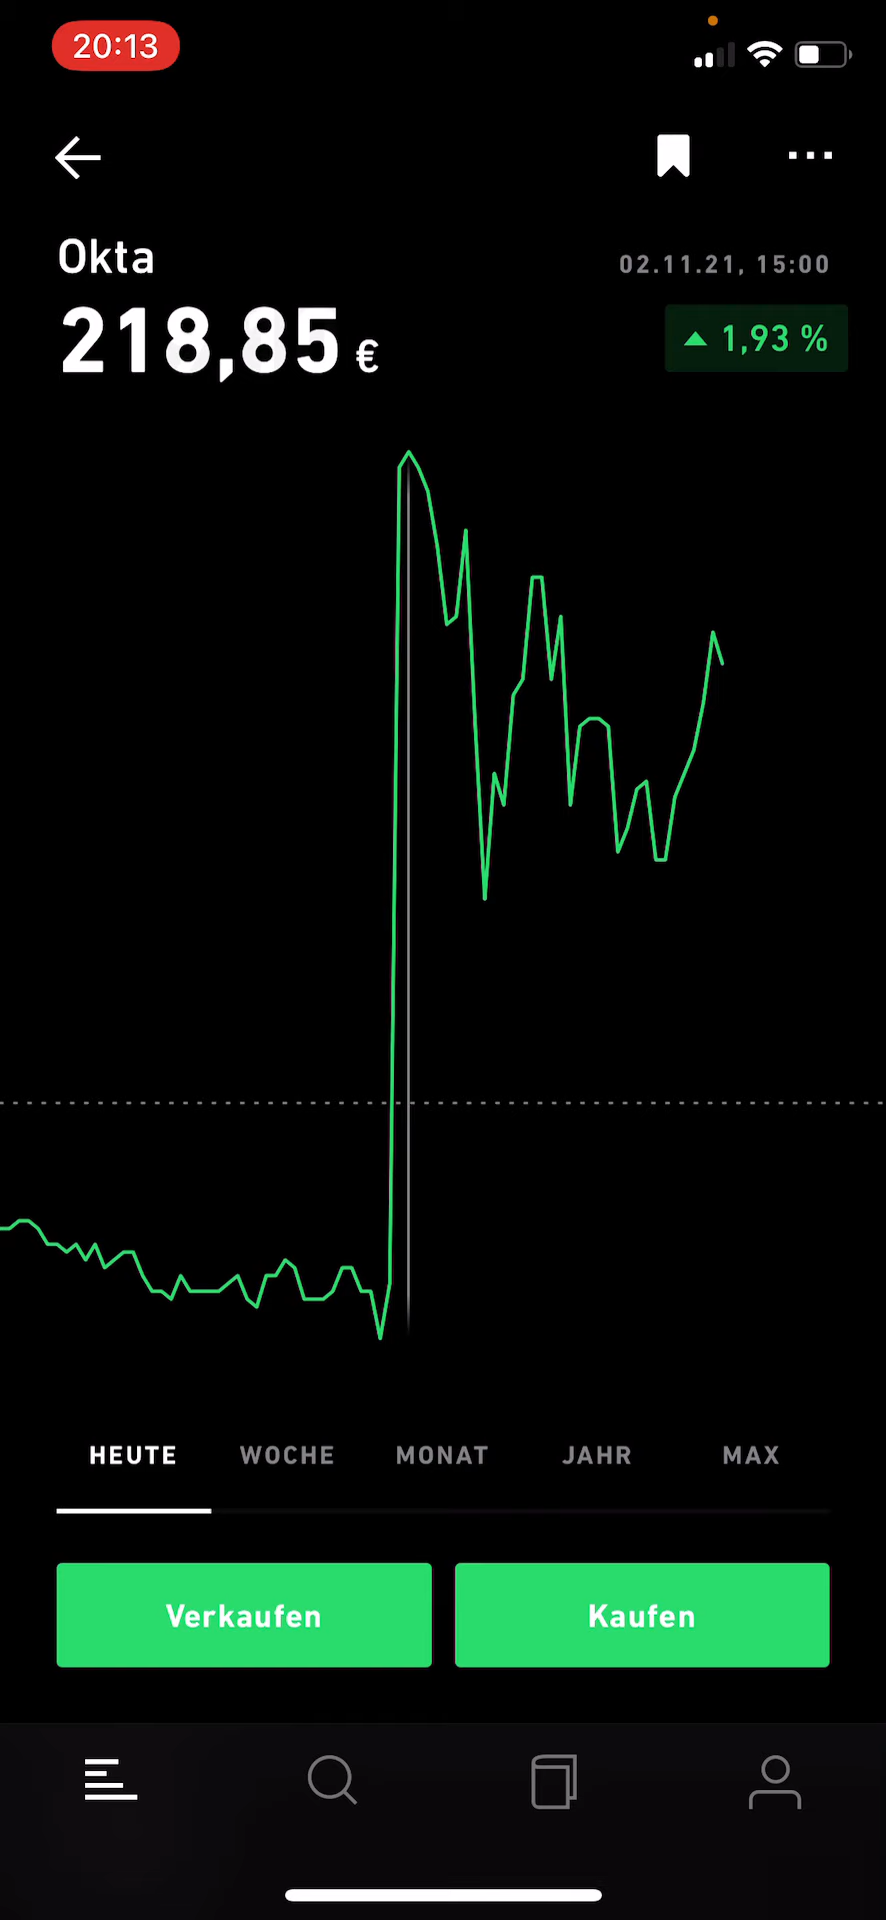 20:13
Okta
02.11.21, 15:00
218,85 €
1,93 %
HEUTE WOCHE MONAT JAHR MAX
Verkaufen Kaufen